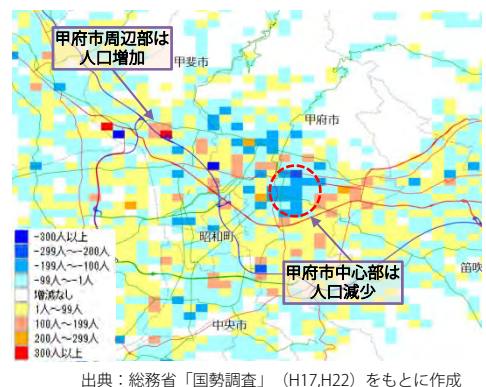 甲府市周辺部は
人口増加
甲斐市
甲府市
昭和町
甲府市中心部は
人口減少
笛吹
中央市
-300人以上
-299人～-200人
-199人～-100人
-99人～-1人
増減なし
1人～99人
100人～199人
200人～299人
300人以上
出典：総務省「国勢調査」（H17,H22）をもとに作成